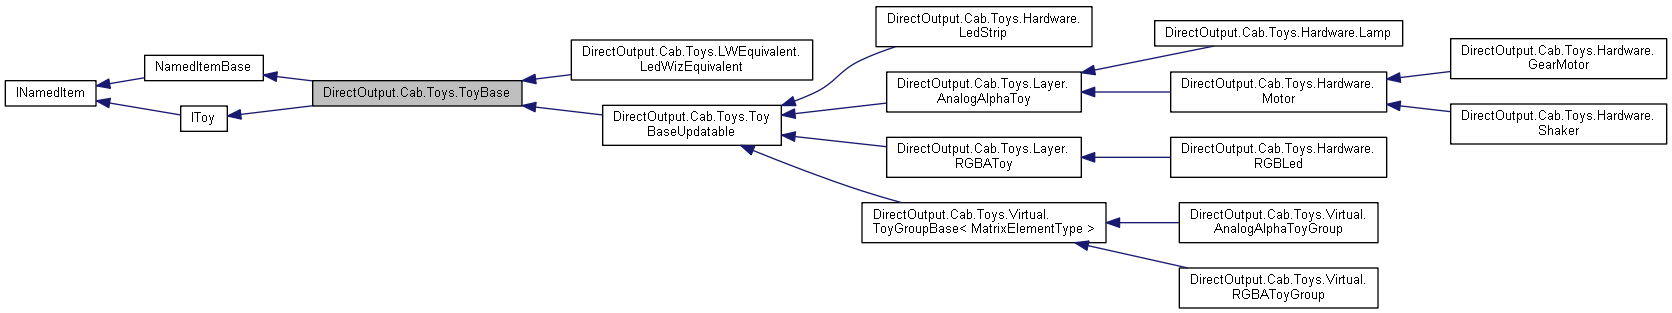 INamedItem
NamedItemBase
IToy
DirectOutput.Cab.Toys.ToyBase
DirectOutput.Cab.Toys.LWEquivalent.
LedWizEquivalent
DirectOutput.Cab.Toys.Toy
BaseUpdatable
DirectOutput.Cab.Toys.Hardware.
LedStrip
DirectOutput.Cab.Toys.Layer.
AnalogAlphaToy
DirectOutput.Cab.Toys.Layer.
RGBAToy
DirectOutput.Cab.Toys.Virtual.
ToyGroupBase< MatrixElementType >
DirectOutput.Cab.Toys.Hardware.Lamp
DirectOutput.Cab.Toys.Hardware.
Motor
DirectOutput.Cab.Toys.Hardware.
RGBLed
DirectOutput.Cab.Toys.Virtual.
AnalogAlphaToyGroup
DirectOutput.Cab.Toys.Virtual.
RGBAToyGroup
DirectOutput.Cab.Toys.Hardware.
GearMotor
DirectOutput.Cab.Toys.Hardware.
Shaker